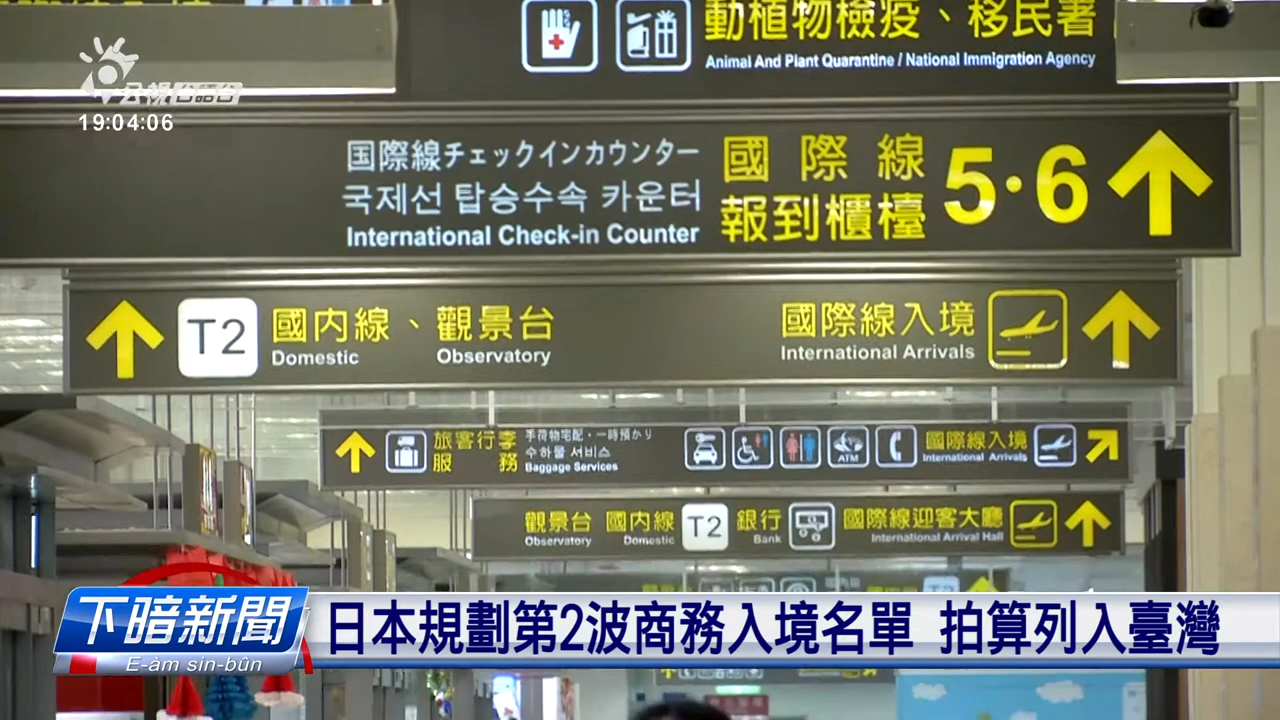 動植物檢疫、移民署
Animal And Plant Quarantine / National Immigration Agency
公視台語台
19:04:06
国際線チェックインカウンター
국제선 탑승수속 카운터
International Check-in Counter
國際線
報到櫃檯
5·6
T2
國內線、觀景台
Domestic Observatory
國際線入境
International Arrivals
旅客行李
服務
手荷物宅配・一時預かり
수하물 서비스
Baggage Services
ATM
國際線入境
International Arrivals
觀景台 國內線 T2 銀行 國際線迎客大廳
Observatory Domestic Bank International Arrival Hall
下暗新聞
E-àm sin-bûn
日本規劃第2波商務入境名單 拍算列入臺灣